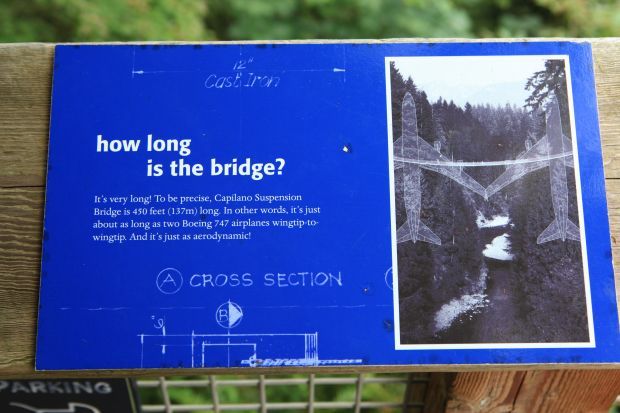 12"
Cast Iron
how long
is the bridge?
It's very long! To be precise, Capilano Suspension
Bridge is 450 feet (137m) long. In other words, it's just
about as long as two Boeing 747 airplanes wingtip-to-
wingtip. And it's just as aerodynamic!
A CROSS SECTION
B
6"
PARKING